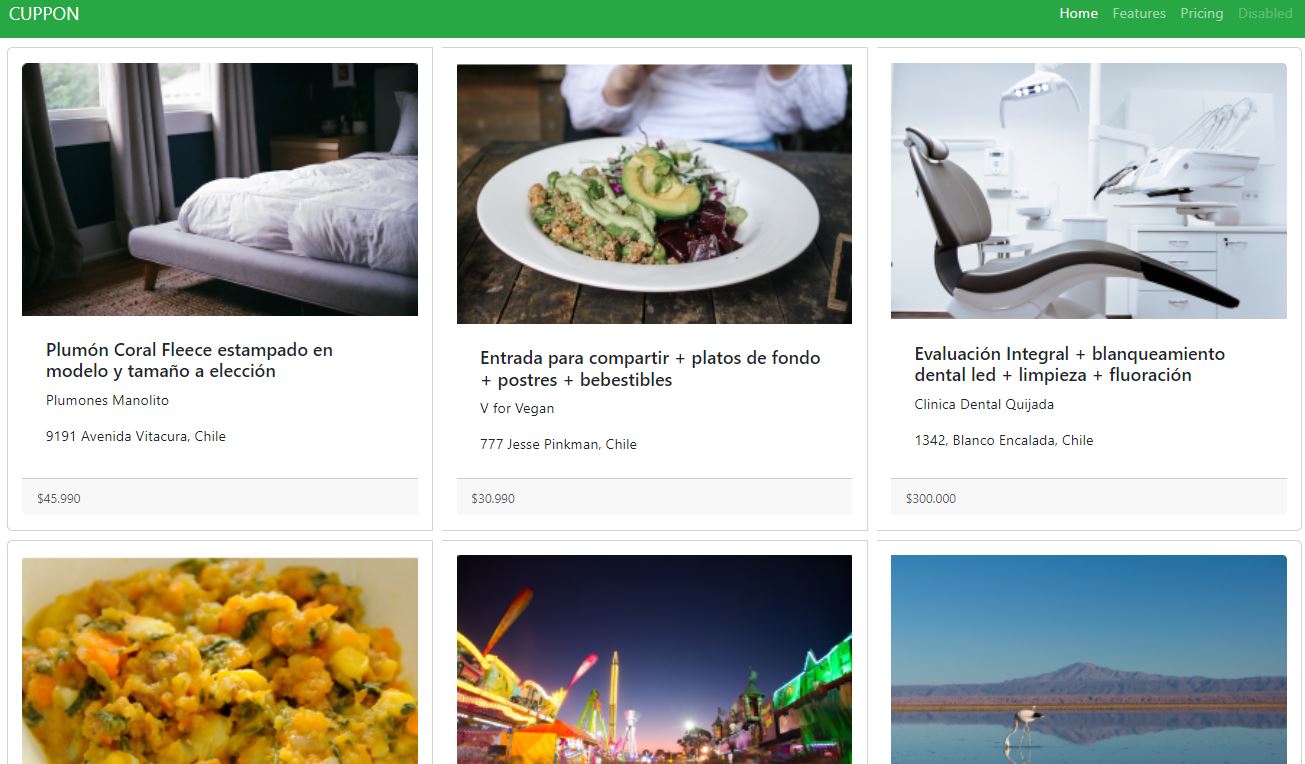 CUPPON
Home Features Pricing Disabled
Plumón Coral Fleece estampado en
modelo y tamaño a elección
Plumones Manolito
9191 Avenida Vitacura, Chile
$45.990
Entrada para compartir + platos de fondo
+ postres + bebestibles
V for Vegan
777 Jesse Pinkman, Chile
$30.990
Evaluación Integral + blanqueamiento
dental led + limpieza + fluoración
Clinica Dental Quijada
1342, Blanco Encalada, Chile
$300.000